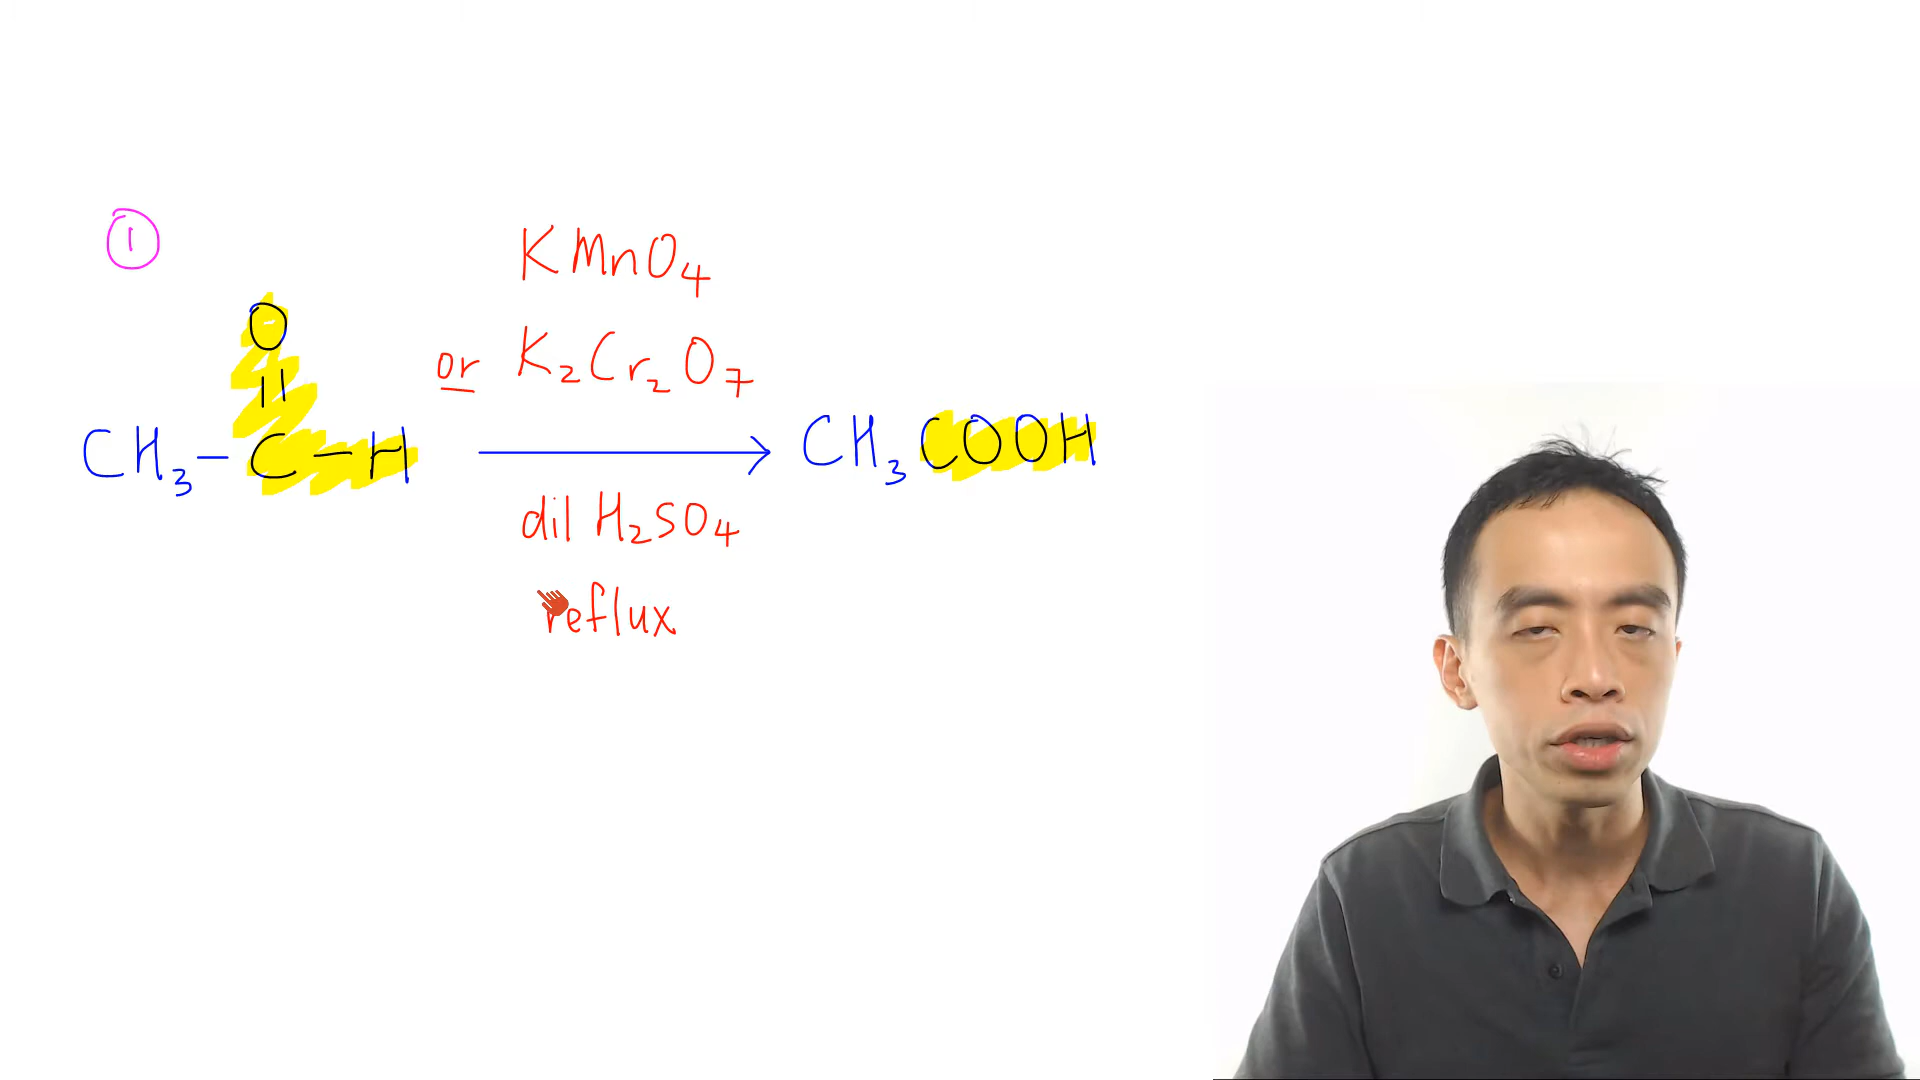 ①
KMnO₄
O
or K₂Cr₂O₇
||
CH₃-C-H → CH₃COOH
dil H₂SO₄
reflux